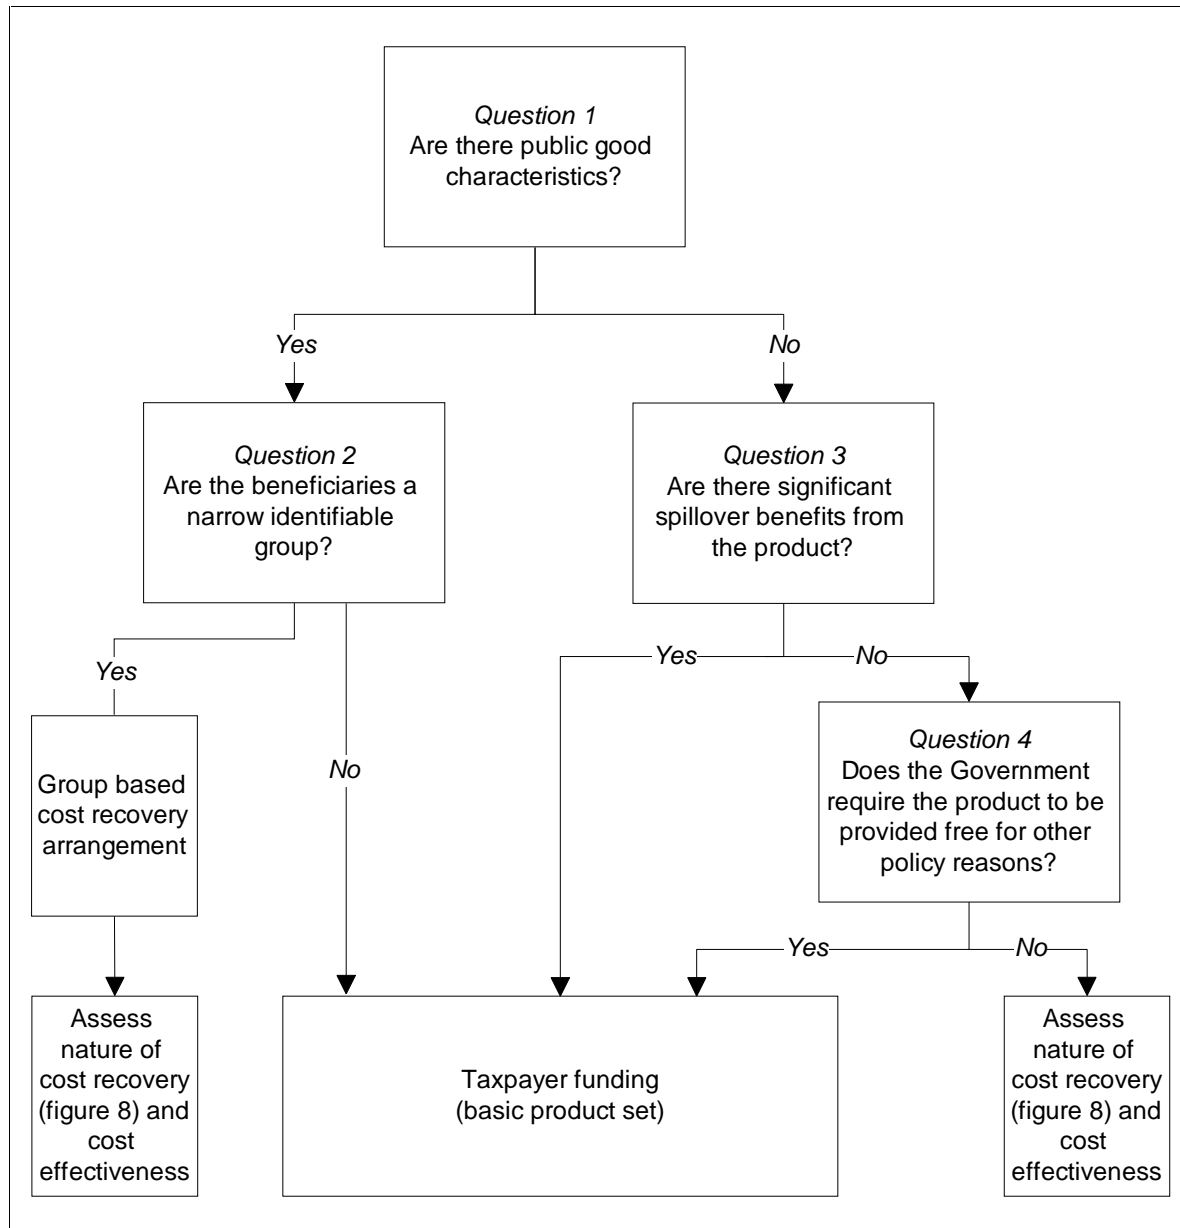 Question 1
Are there public good
characteristics?
Yes
No
Question 2
Are the beneficiaries a
narrow identifiable
group?
Question 3
Are there significant
spillover benefits from
the product?
Yes
No
Yes
No
Group based
cost recovery
arrangement
Question 4
Does the Government
require the product to be
provided free for other
policy reasons?
Yes
No
Assess
nature of
cost recovery
(figure 8) and
cost
effectiveness
Taxpayer funding
(basic product set)
Assess
nature of
cost recovery
(figure 8) and
cost
effectiveness